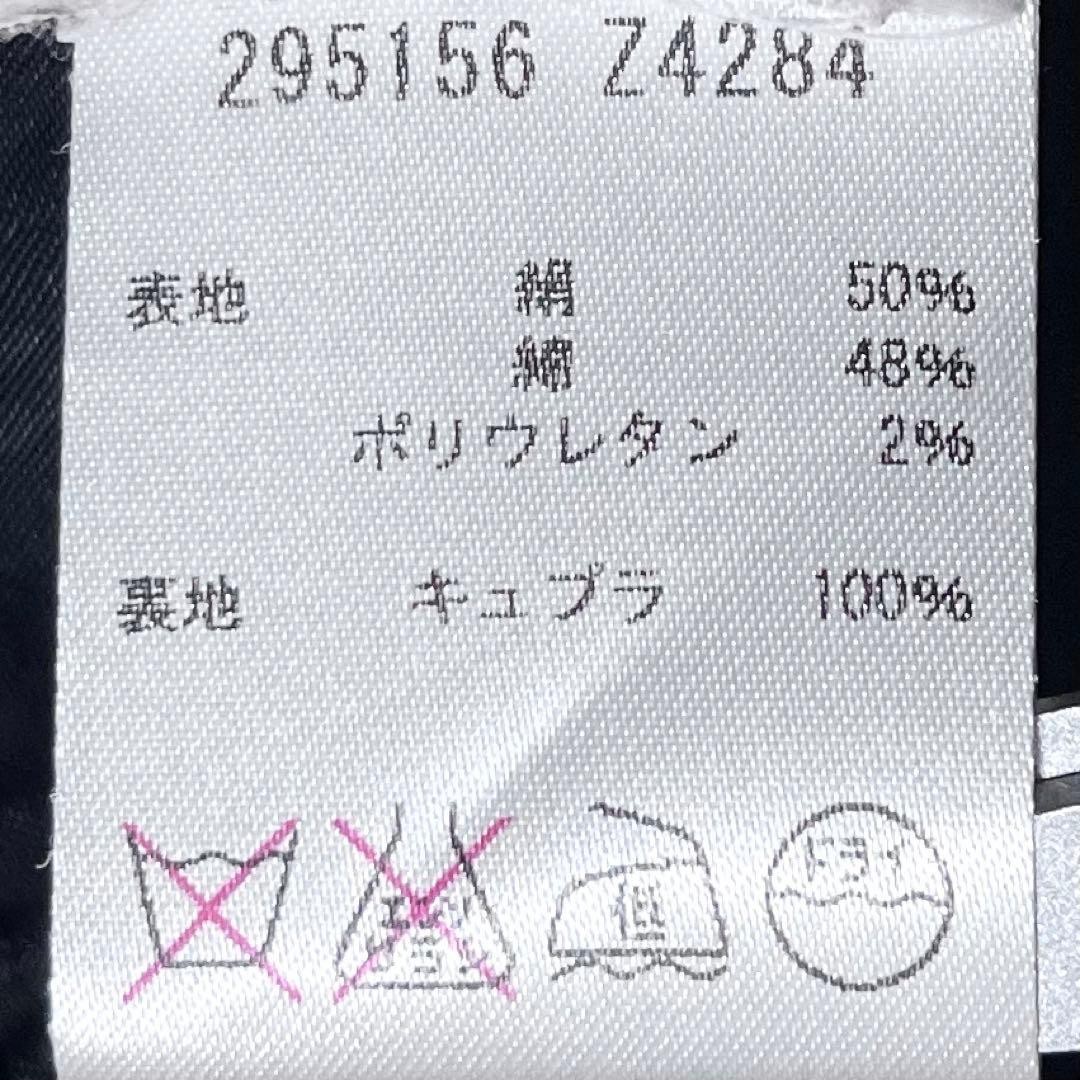 295156 Z4284
表地 絹 50%
綿 48%
ポリウレタン 2%
裏地 キュプラ 100%
低 ドライ